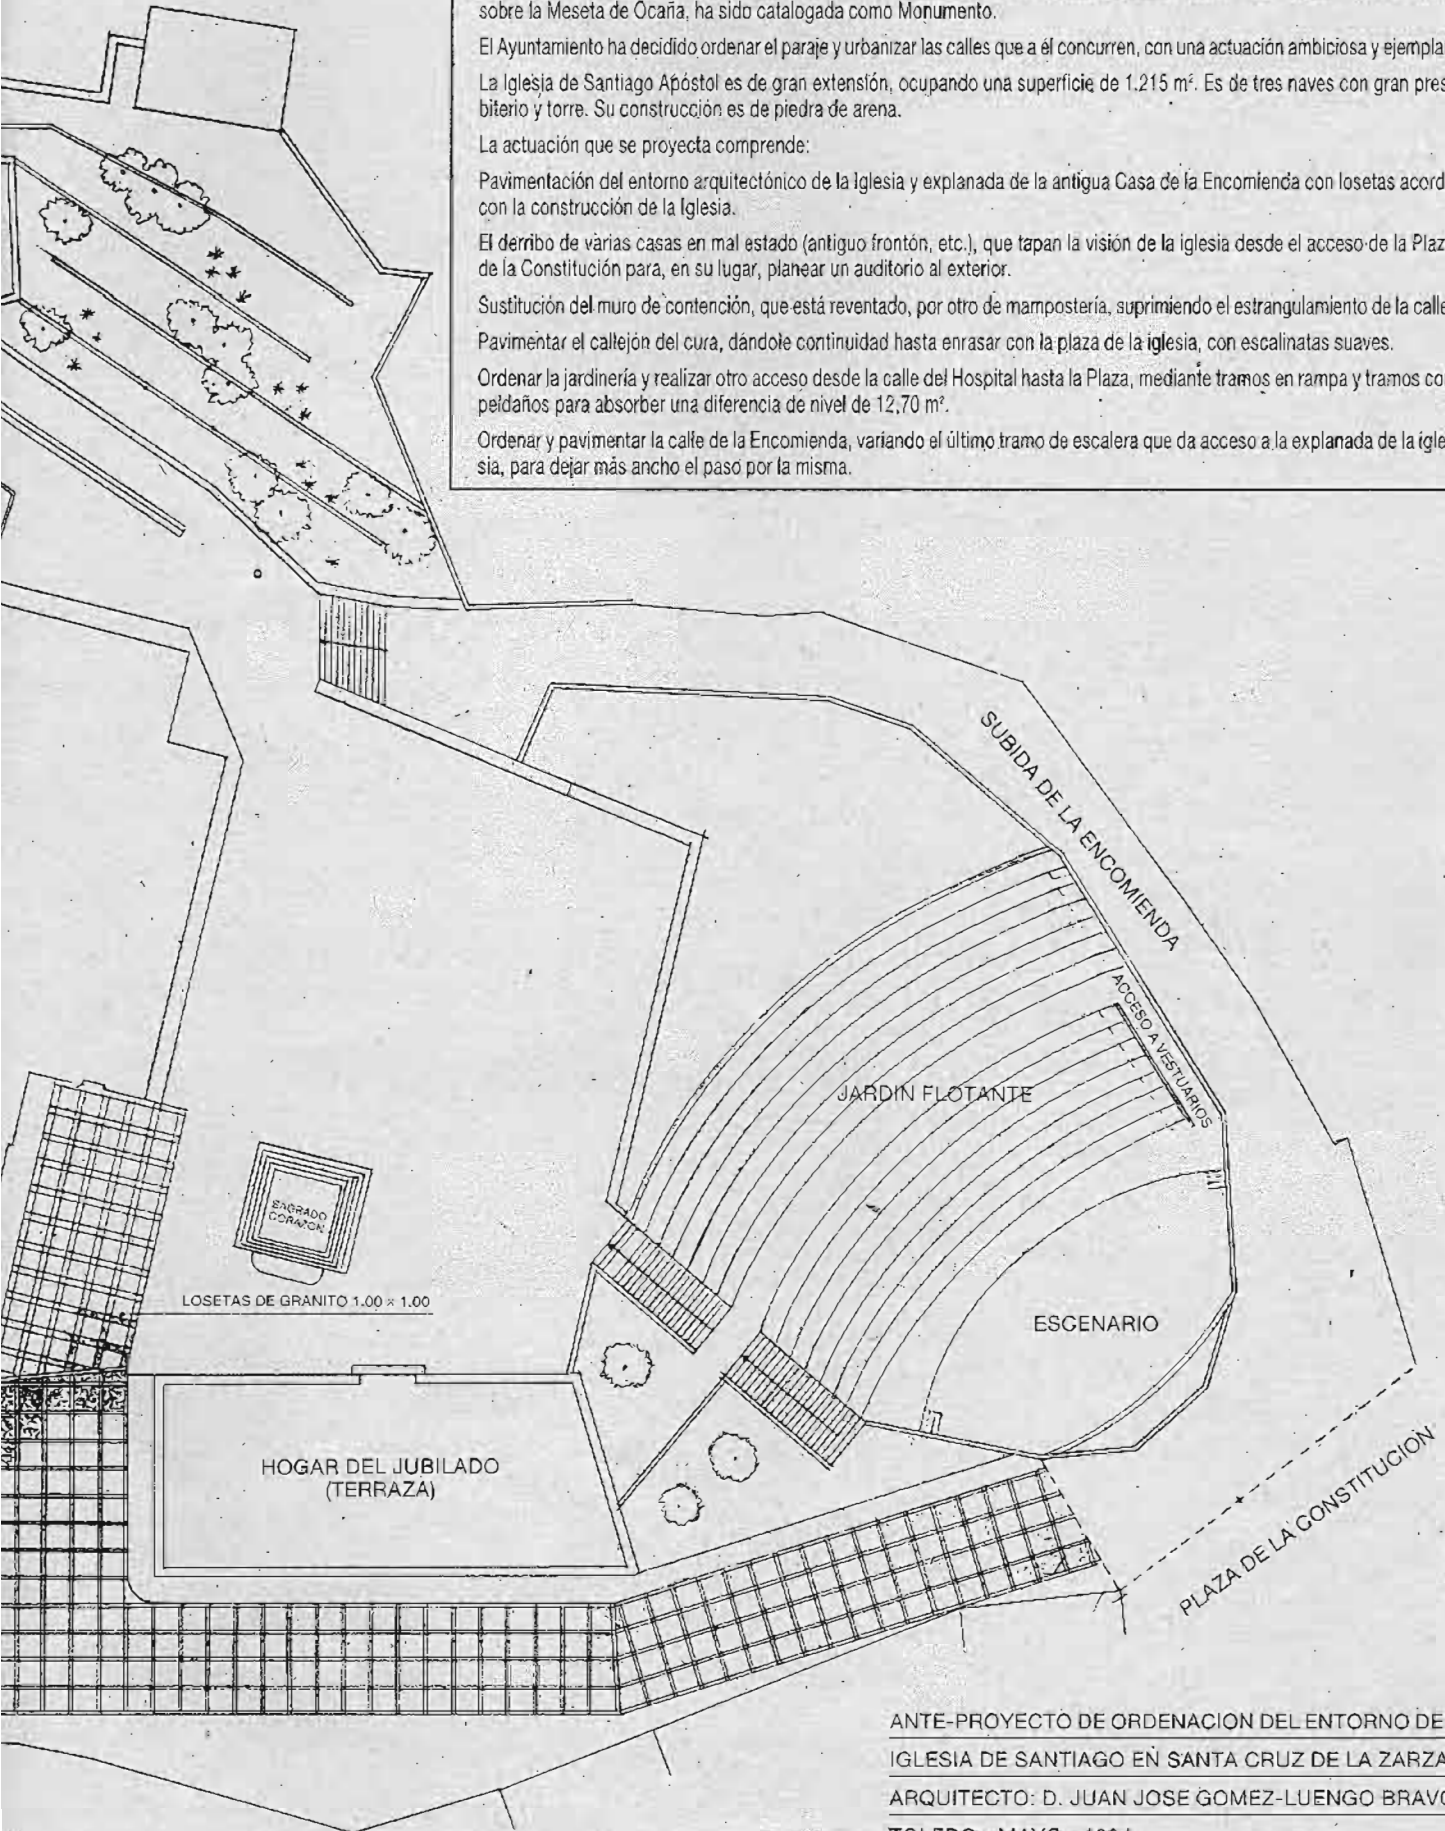 sobre la Meseta de Ocaña, ha sido catalogada como Monumento.
El Ayuntamiento ha decidido ordenar el paraje y urbanizar las calles que a él concurren, con una actuación ambiciosa y ejempla
La Iglesia de Santiago Apóstol es de gran extensión, ocupando una superficie de 1.215 m². Es de tres naves con gran pres
biterio y torre. Su construcción es de piedra de arena.
La actuación que se proyecta comprende:
Pavimentación del entorno arquitectónico de la Iglesia y explanada de la antigua Casa de la Encomienda con losetas acord
con la construcción de la Iglesia.
El derribo de varias casas en mal estado (antiguo frontón, etc.), que tapan la visión de la iglesia desde el acceso de la Plaz
de la Constitución para, en su lugar, planear un auditorio al exterior.
Sustitución del muro de contención, que está reventado, por otro de mampostería, suprimiendo el estrangulamiento de la calle
Pavimentar el callejón del cura, dándole continuidad hasta enrasar con la plaza de la iglesia, con escalinatas suaves.
Ordenar la jardinería y realizar otro acceso desde la calle del Hospital hasta la Plaza, mediante tramos en rampa y tramos co
peldaños para absorber una diferencia de nivel de 12,70 m².
Ordenar y pavimentar la calle de la Encomienda, variando el último tramo de escalera que da acceso a la explanada de la igle
sia, para dejar más ancho el paso por la misma.
SUBIDA DE LA ENCOMIENDA
ACCESO A VESTUARIOS
JARDIN FLOTANTE
SAGRADO
CORAZON
LOSETAS DE GRANITO 1.00 x 1.00
ESCENARIO
HOGAR DEL JUBILADO
(TERRAZA)
PLAZA DE LA CONSTITUCION
ANTE-PROYECTO DE ORDENACION DEL ENTORNO DE
IGLESIA DE SANTIAGO EN SANTA CRUZ DE LA ZARZA
ARQUITECTO: D. JUAN JOSE GOMEZ-LUENGO BRAVO
TOLEDO MAYO